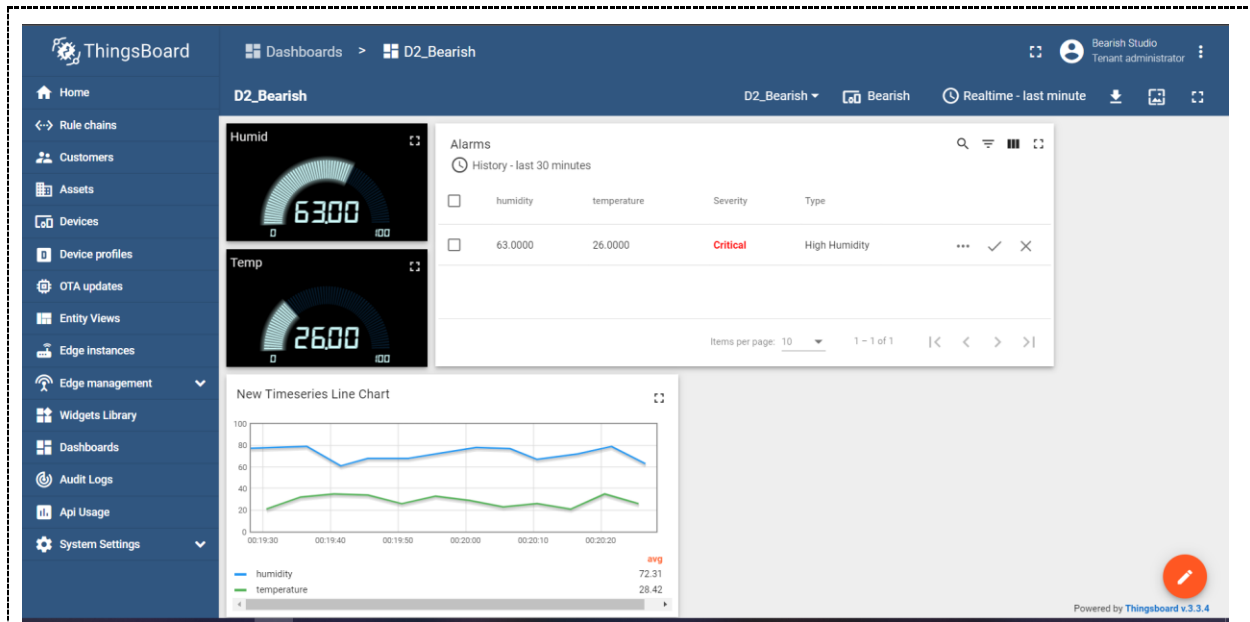 ThingsBoard
Dashboards > D2_Bearish
Bearish Studio
Tenant administrator
Home
Rule chains
Customers
Assets
Devices
Device profiles
OTA updates
Entity Views
Edge instances
Edge management
Widgets Library
Dashboards
Audit Logs
Api Usage
System Settings
D2_Bearish
D2_Bearish
Bearish
Realtime - last minute
Humid
63.00
0 100
Temp
26.00
0 100
Alarms
History - last 30 minutes
humidity temperature Severity Type
63.0000 26.0000 Critical High Humidity
Items per page: 10 1 – 1 of 1
New Timeseries Line Chart
100
80
60
40
20
0
00:19:30 00:19:40 00:19:50 00:20:00 00:20:10 00:20:20
avg
humidity 72.31
temperature 28.42
Powered by Thingsboard v.3.3.4